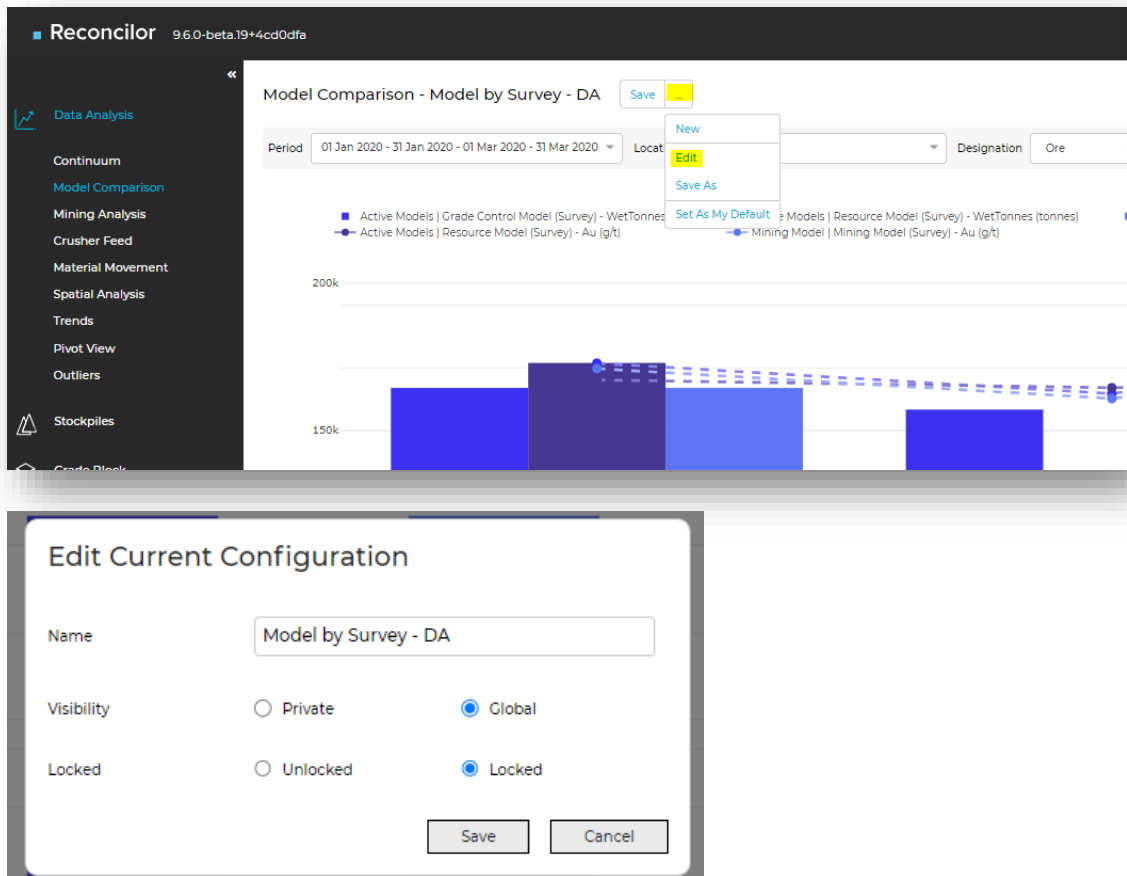 Reconcilor 9.6.0-beta.19+4cd0dfa
«
Model Comparison - Model by Survey - DA Save ...
Data Analysis
New
Period 01 Jan 2020 - 31 Jan 2020 - 01 Mar 2020 - 31 Mar 2020 Locat Designation Ore
Edit
Continuum
Save As
Model Comparison
Set As My Default
Mining Analysis
Active Models | Grade Control Model (Survey) - WetTonnes e Models | Resource Model (Survey) - WetTonnes (tonnes)
Active Models | Resource Model (Survey) - Au (g/t) Mining Model | Mining Model (Survey) - Au (g/t)
Crusher Feed
Material Movement
200k
Spatial Analysis
Trends
Pivot View
Outliers
Stockpiles
150k
Grade Block
Edit Current Configuration
Name Model by Survey - DA
Visibility Private Global
Locked Unlocked Locked
Save Cancel